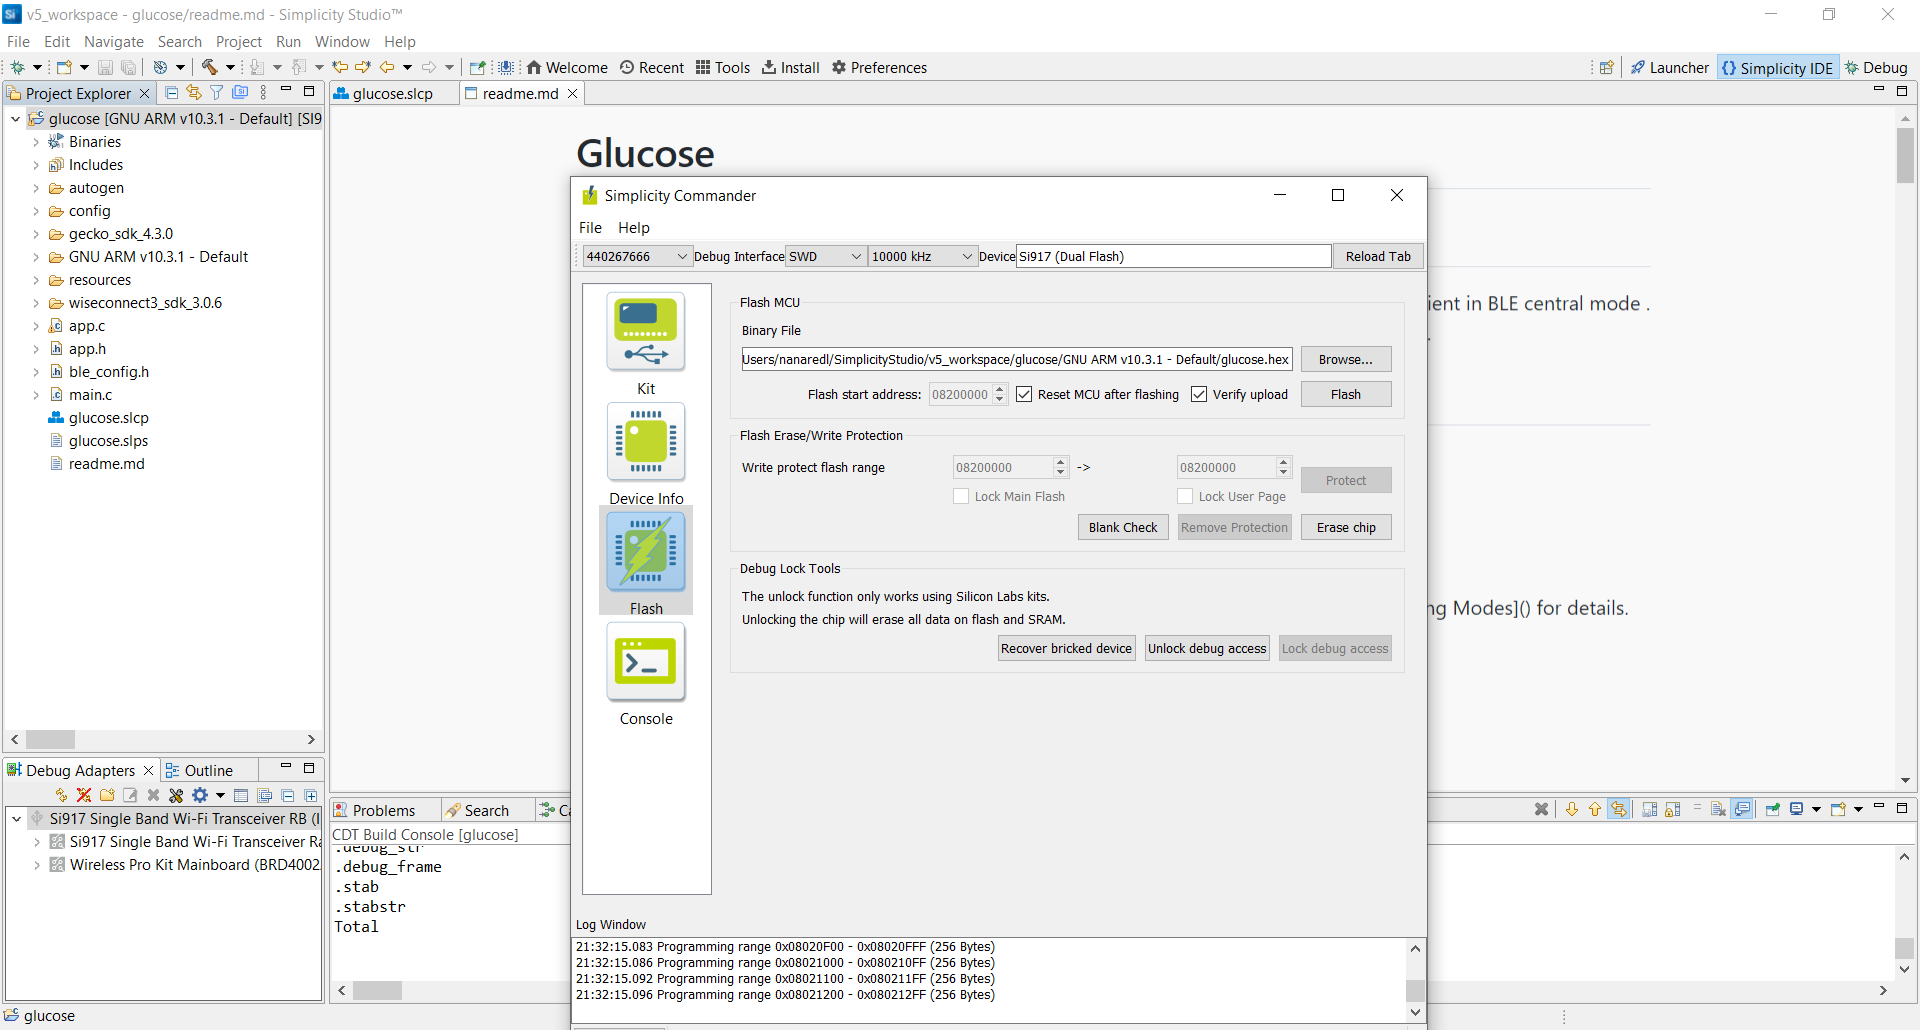 v5_workspace - glucose/readme.md - Simplicity Studio™
File Edit Navigate Search Project Run Window Help
Welcome Recent Tools Install Preferences
Launcher Simplicity IDE Debug
Project Explorer
glucose.slcp readme.md
glucose [GNU ARM v10.3.1 - Default] [SI9
Binaries
Includes
autogen
config
gecko_sdk_4.3.0
GNU ARM v10.3.1 - Default
resources
wiseconnect3_sdk_3.0.6
app.c
app.h
ble_config.h
main.c
glucose.slcp
glucose.slps
readme.md
Glucose
ient in BLE central mode .
.
ng Modes]() for details.
Simplicity Commander
File Help
440267666 Debug Interface SWD 10000 kHz Device Si917 (Dual Flash) Reload Tab
Kit
Device Info
Flash
Console
Flash MCU
Binary File
Users/nanaredl/SimplicityStudio/v5_workspace/glucose/GNU ARM v10.3.1 - Default/glucose.hex Browse...
Flash start address: 08200000 Reset MCU after flashing Verify upload Flash
Flash Erase/Write Protection
Write protect flash range 08200000 -> 08200000 Protect
Lock Main Flash Lock User Page
Blank Check Remove Protection Erase chip
Debug Lock Tools
The unlock function only works using Silicon Labs kits.
Unlocking the chip will erase all data on flash and SRAM.
Recover bricked device Unlock debug access Lock debug access
Log Window
21:32:15.083 Programming range 0x08020F00 - 0x08020FFF (256 Bytes)
21:32:15.086 Programming range 0x08021000 - 0x080210FF (256 Bytes)
21:32:15.092 Programming range 0x08021100 - 0x080211FF (256 Bytes)
21:32:15.096 Programming range 0x08021200 - 0x080212FF (256 Bytes)
Debug Adapters Outline
Si917 Single Band Wi-Fi Transceiver RB (I
Si917 Single Band Wi-Fi Transceiver Ra
Wireless Pro Kit Mainboard (BRD4002
Problems Search Ca
CDT Build Console [glucose]
.debug_str
.debug_frame
.stab
.stabstr
Total
glucose